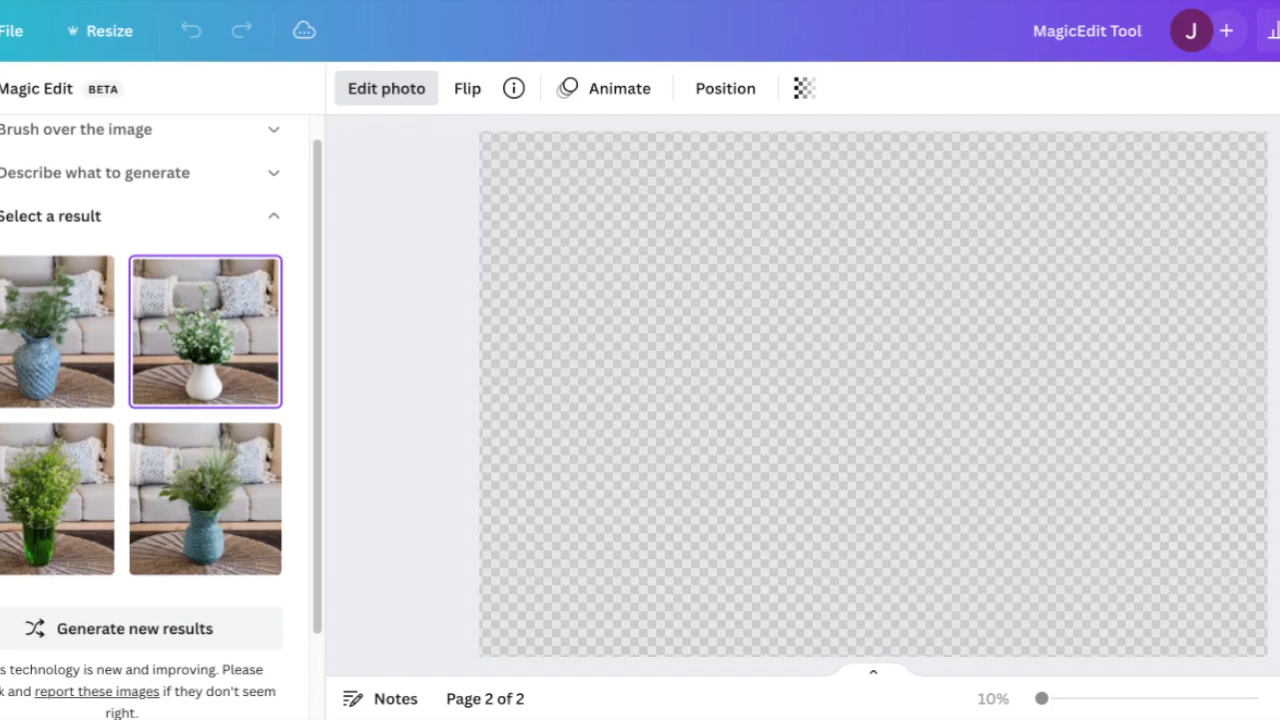 File
Resize
MagicEdit Tool
J
+
Magic Edit BETA
Edit photo
Flip
Animate
Position
Brush over the image
Describe what to generate
Select a result
Generate new results
s technology is new and improving. Please
k and report these images if they don't seem
right.
Notes
Page 2 of 2
10%